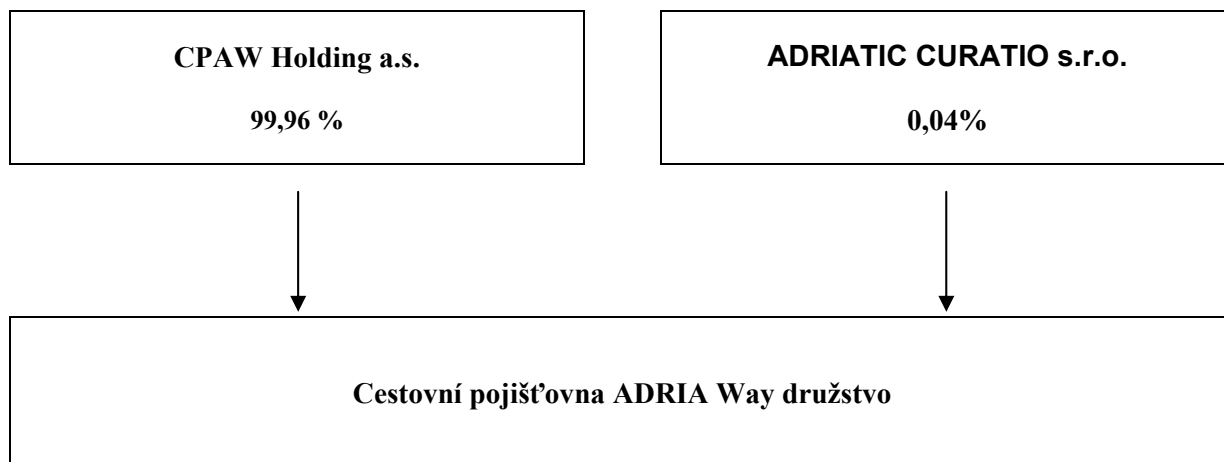 CPAW Holding a.s.
99,96 %
ADRIATIC CURATIO s.r.o.
0,04%
Cestovní pojišťovna ADRIA Way družstvo